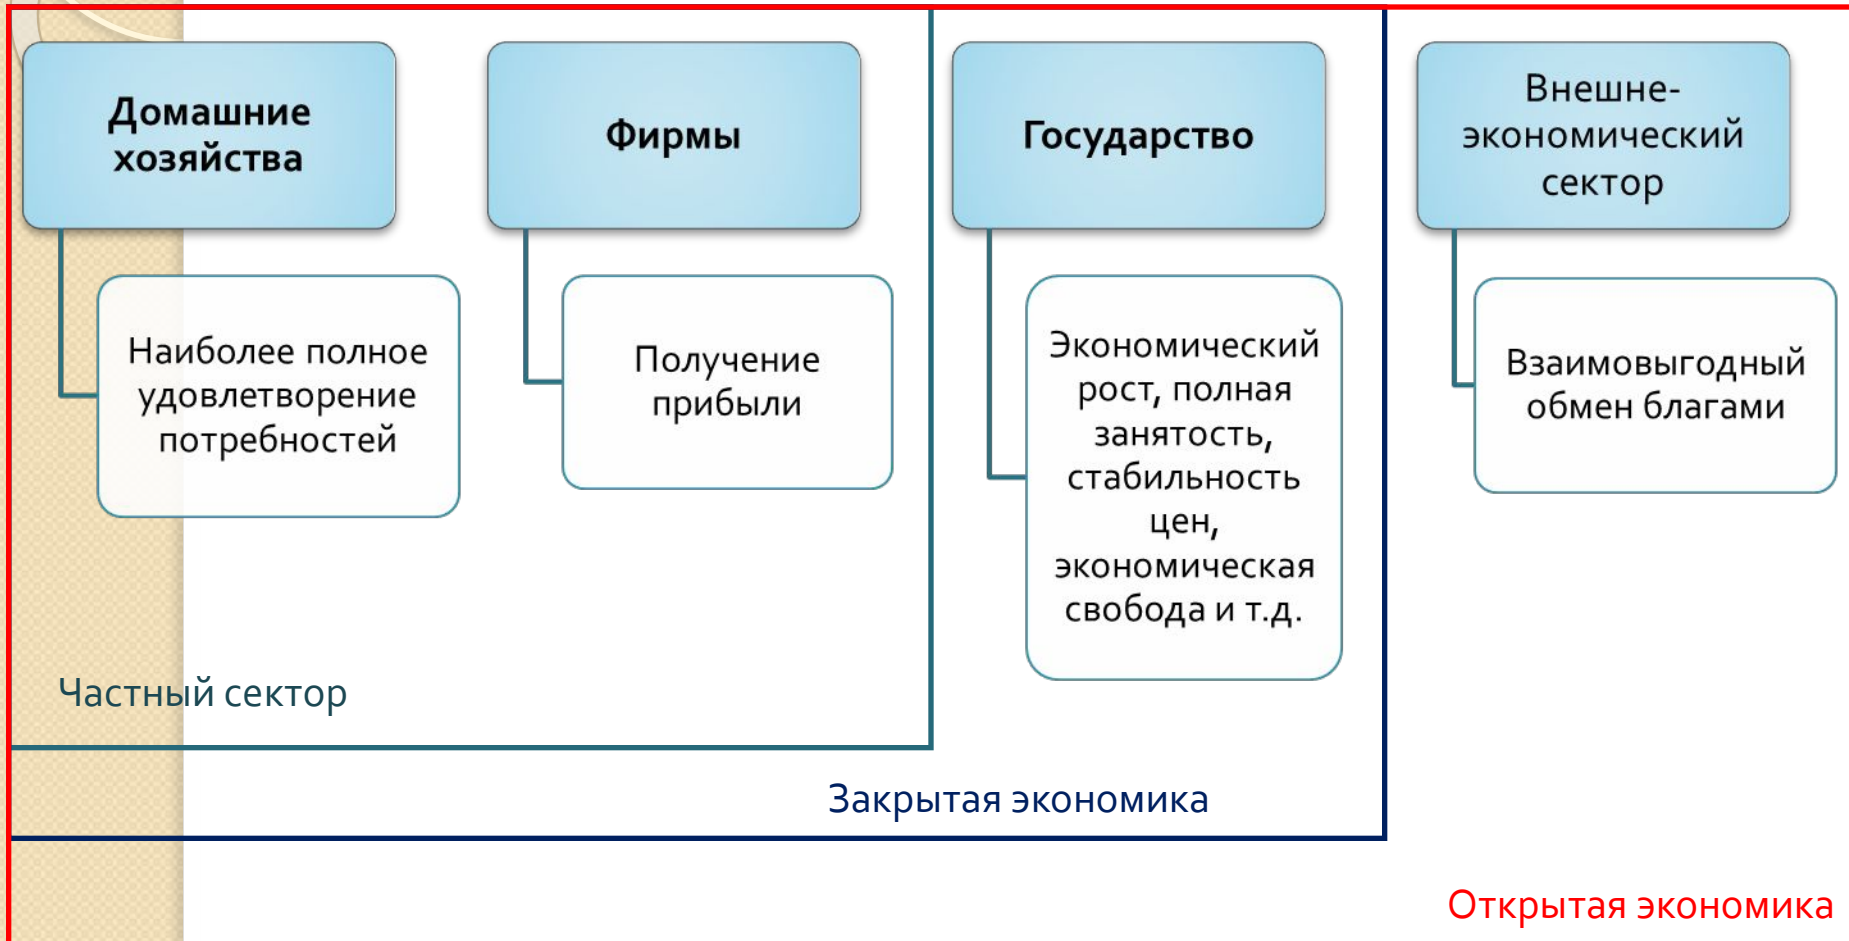 Домашние
хозяйства
Наиболее полное
удовлетворение
потребностей
Фирмы
Получение
прибыли
Государство
Экономический
рост, полная
занятость,
стабильность
цен,
экономическая
свобода и т.д.
Внешне-
экономический
сектор
Взаимовыгодный
обмен благами
Частный сектор
Закрытая экономика
Открытая экономика